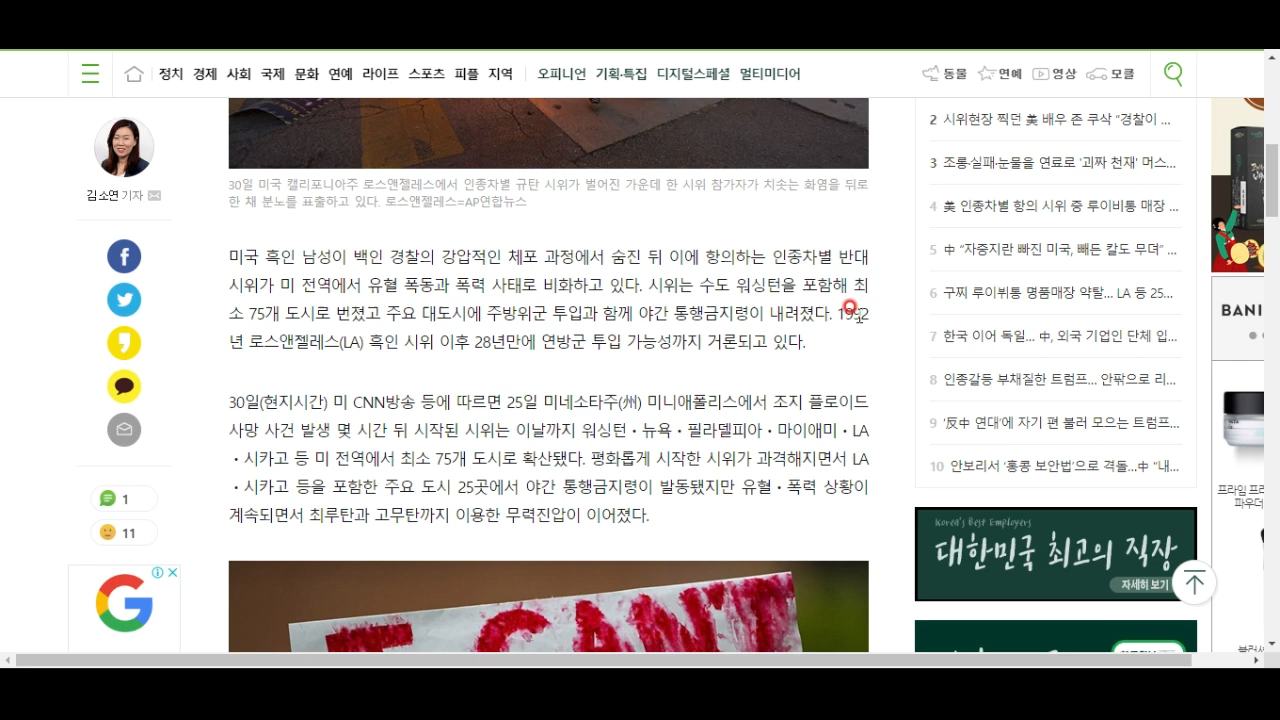 정치 경제 사회 국제 문화 연예 라이프 스포츠 피플 지역 오피니언 기획·특집 디지털스페셜 멀티미디어 동물 연예 영상 모클
김소연 기자
1
11
30일 미국 캘리포니아주 로스앤젤레스에서 인종차별 규탄 시위가 벌어진 가운데 한 시위 참가자가 치솟는 화염을 뒤로
한 채 분노를 표출하고 있다. 로스앤젤레스=AP연합뉴스
미국 흑인 남성이 백인 경찰의 강압적인 체포 과정에서 숨진 뒤 이에 항의하는 인종차별 반대
시위가 미 전역에서 유혈 폭동과 폭력 사태로 비화하고 있다. 시위는 수도 워싱턴을 포함해 최
소 75개 도시로 번졌고 주요 대도시에 주방위군 투입과 함께 야간 통행금지령이 내려졌다. 1992
년 로스앤젤레스(LA) 흑인 시위 이후 28년만에 연방군 투입 가능성까지 거론되고 있다.
30일(현지시간) 미 CNN방송 등에 따르면 25일 미네소타주(州) 미니애폴리스에서 조지 플로이드
사망 사건 발생 몇 시간 뒤 시작된 시위는 이날까지 워싱턴·뉴욕·필라델피아·마이애미·LA
·시카고 등 미 전역에서 최소 75개 도시로 확산됐다. 평화롭게 시작한 시위가 과격해지면서 LA
·시카고 등을 포함한 주요 도시 25곳에서 야간 통행금지령이 발동됐지만 유혈·폭력 상황이
계속되면서 최루탄과 고무탄까지 이용한 무력진압이 이어졌다.
I CAN'T
2 시위현장 찍던 美 배우 존 쿠삭 “경찰이 ...
3 조롱·실패·눈물을 연료로 '괴짜 천재' 머스...
4 美 인종차별 항의 시위 중 루이비통 매장 ...
5 中 “자중지란 빠진 미국, 빼든 칼도 무뎌” ...
6 구찌 루이뷔통 명품매장 약탈... LA 등 25...
7 한국 이어 독일... 中, 외국 기업인 단체 입...
8 인종갈등 부채질한 트럼프... 안팎으로 리...
9 '反中 연대'에 자기 편 불러 모으는 트럼프...
10 안보리서 '홍콩 보안법'으로 격돌...中 “내...
Korea's Best Employers
대한민국 최고의 직장
자세히 보기
BANI
프라임 프라
파우더